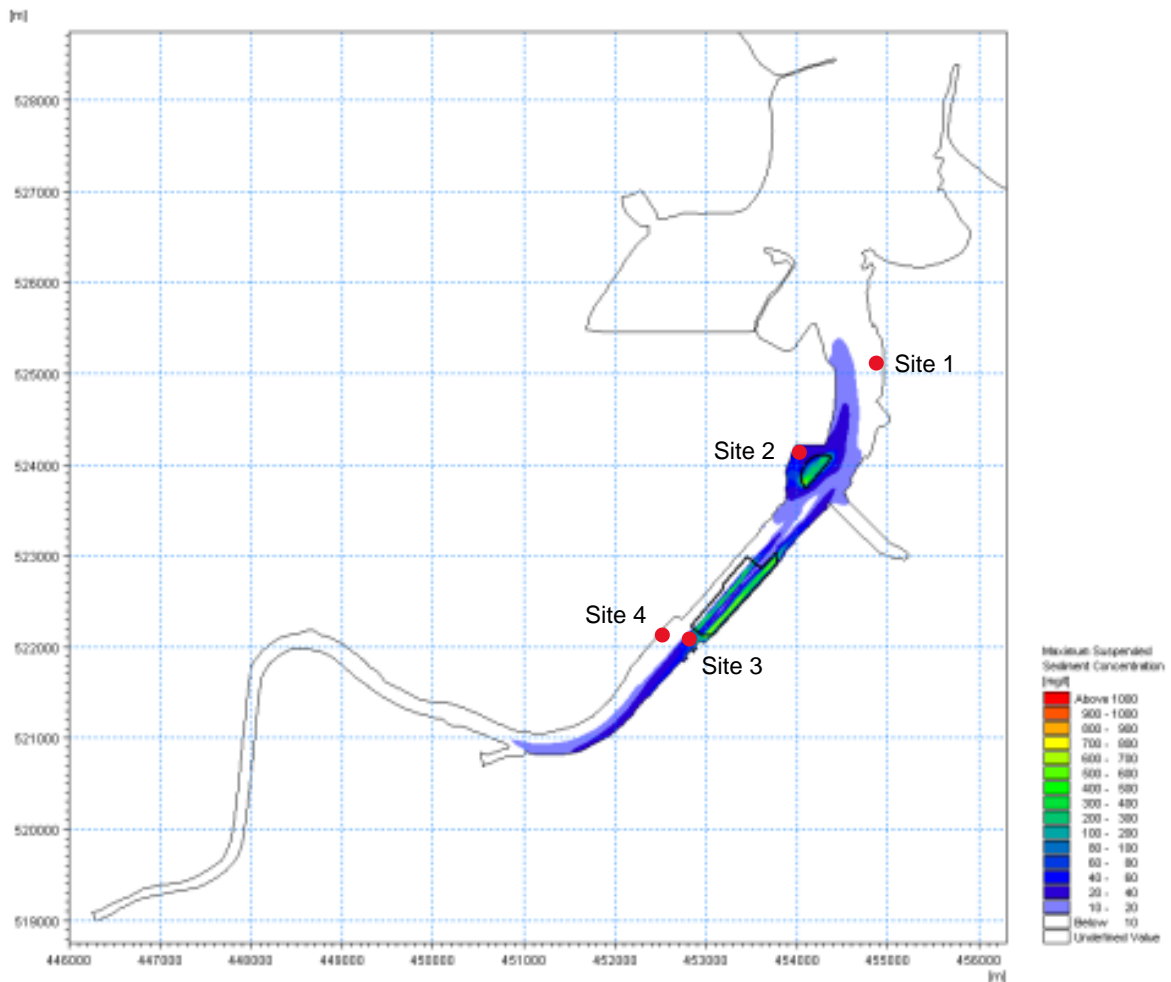 [m]
528000
527000
526000
525000
524000
523000
522000
521000
520000
519000
Site 1
Site 2
Site 4
Site 3
446000 447000 448000 449000 450000 451000 452000 453000 454000 455000 456000
[m]
Maximum Suspended
Sediment Concentration
[mg/l]
Above 1000
900 - 1000
800 - 900
700 - 800
600 - 700
500 - 600
400 - 500
300 - 400
200 - 300
100 - 200
80 - 100
60 - 80
40 - 60
20 - 40
10 - 20
Below 10
Undefined Value